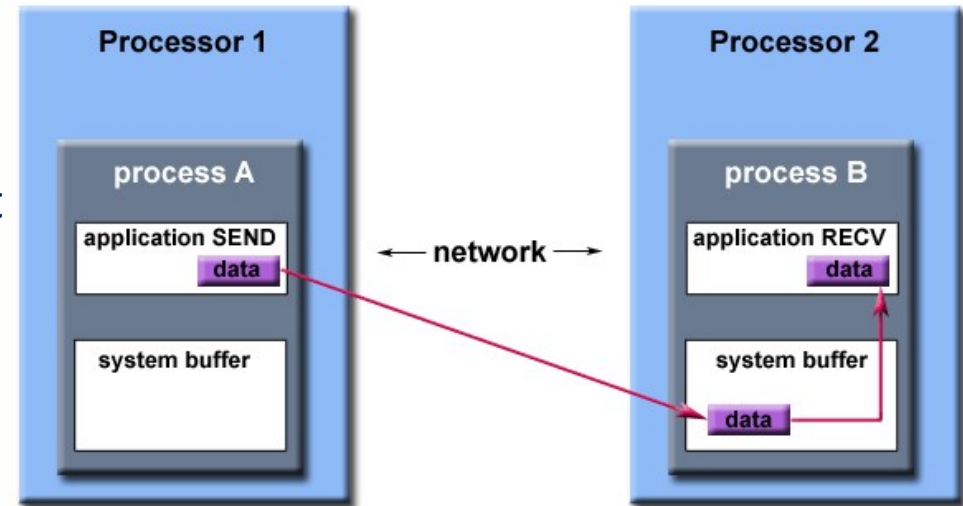 Processor 1
process A
application SEND
data
system buffer
network
Processor 2
process B
application RECV
data
system buffer
data